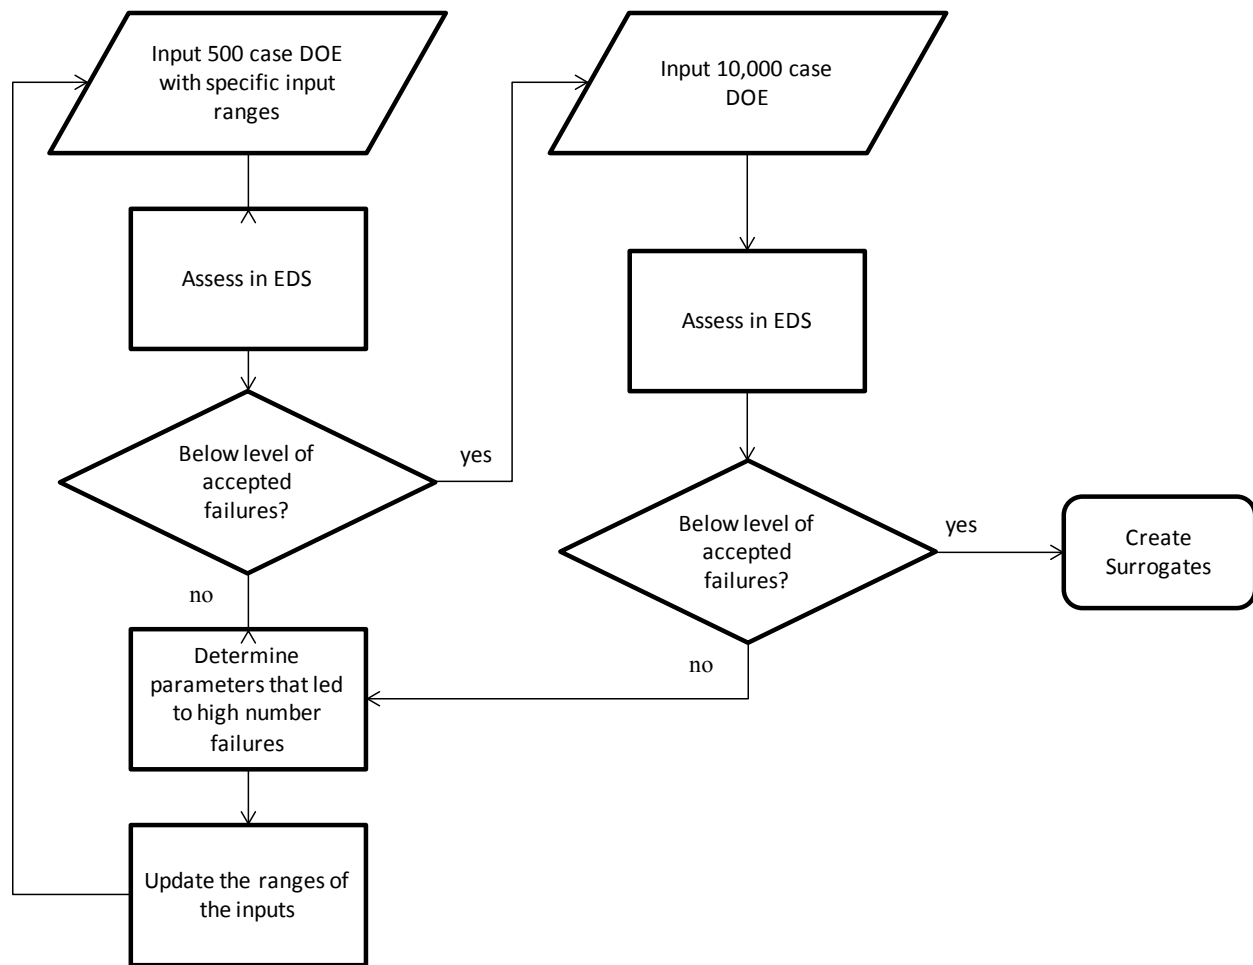 Input 500 case DOE
with specific input
ranges
Input 10,000 case
DOE
Assess in EDS
Assess in EDS
Below level of
accepted
failures?
yes
Below level of
accepted
failures?
yes
Create
Surrogates
no
no
Determine
parameters that led
to high number
failures
Update the ranges of
the inputs